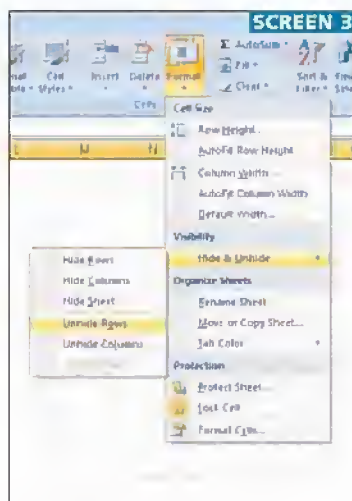 SCREEN 3
Σ AutoSum
Fill
Clear
Cell
Styles
Insert
Delete
Format
Sort &
Filter
Cells
Cell Size
Row Height...
AutoFit Row Height
Column Width...
AutoFit Column Width
Default Width...
Visibility
Hide & Unhide
Hide Rows
Hide Columns
Hide Sheet
Unhide Rows
Unhide Columns
Organize Sheets
Rename Sheet
Move or Copy Sheet...
Tab Color
Protection
Protect Sheet...
Lock Cell
Format Cells...
M N